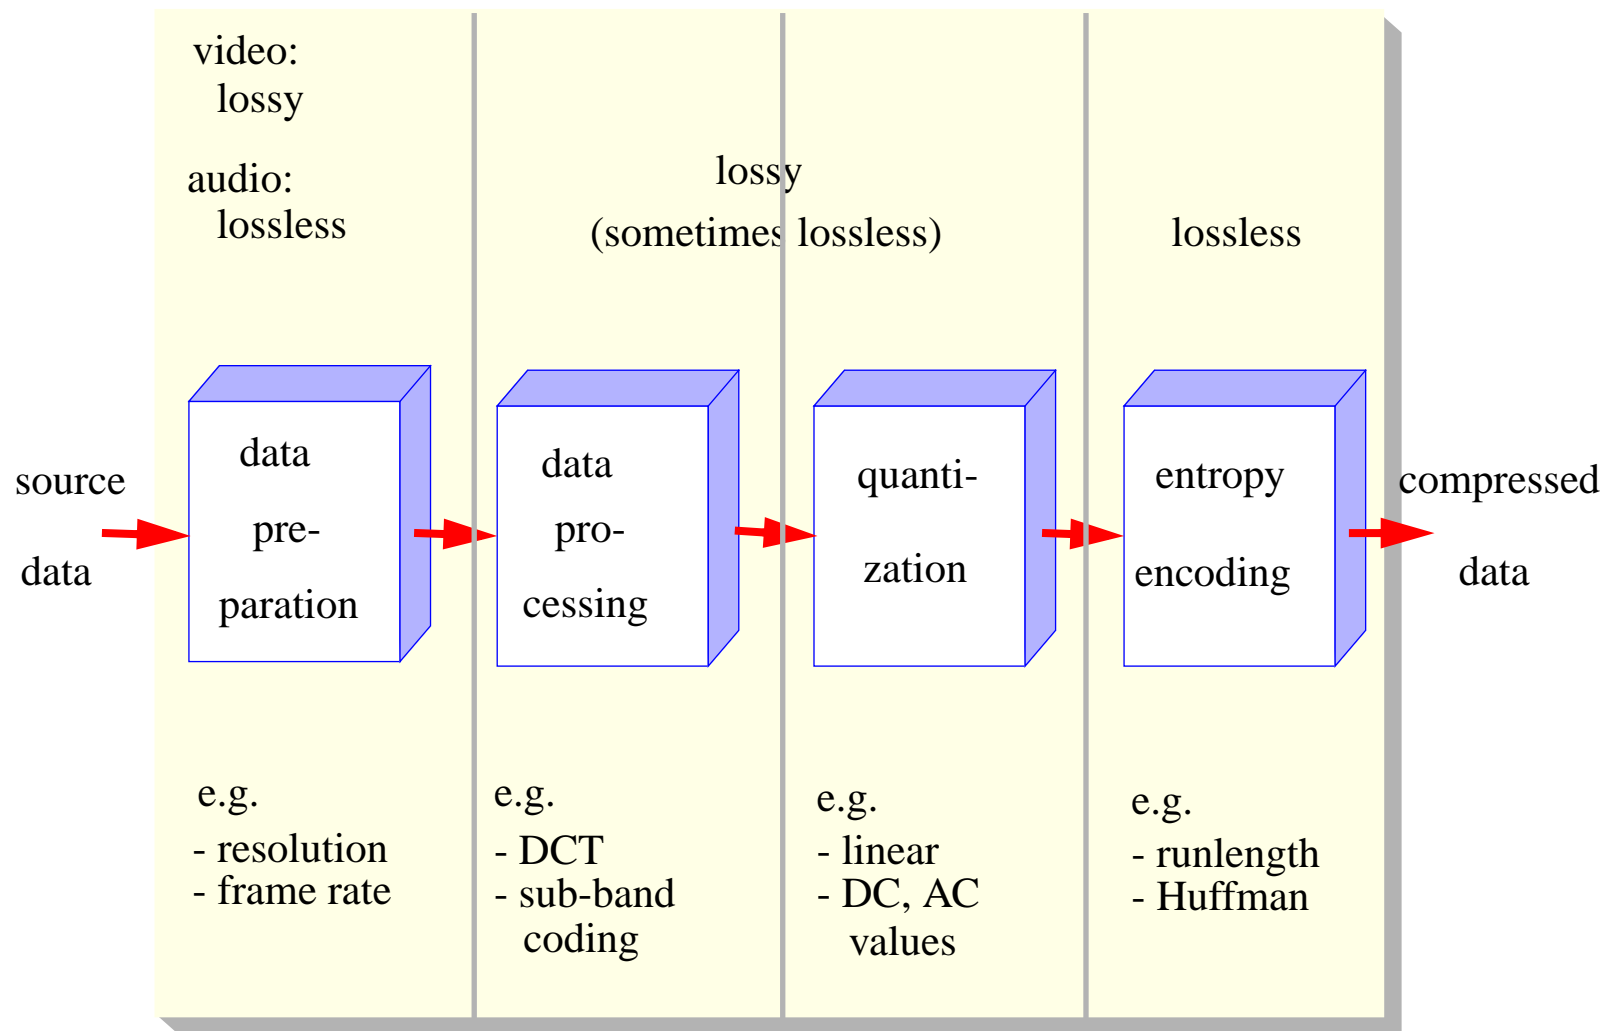 video:
lossy
audio:
lossless
lossy
(sometimes lossless)
lossless
source
data
data
pre-
paration
data
pro-
cessing
quanti-
zation
entropy
encoding
compressed
data
e.g.
- resolution
- frame rate
e.g.
- DCT
- sub-band
coding
e.g.
- linear
- DC, AC
values
e.g.
- runlength
- Huffman